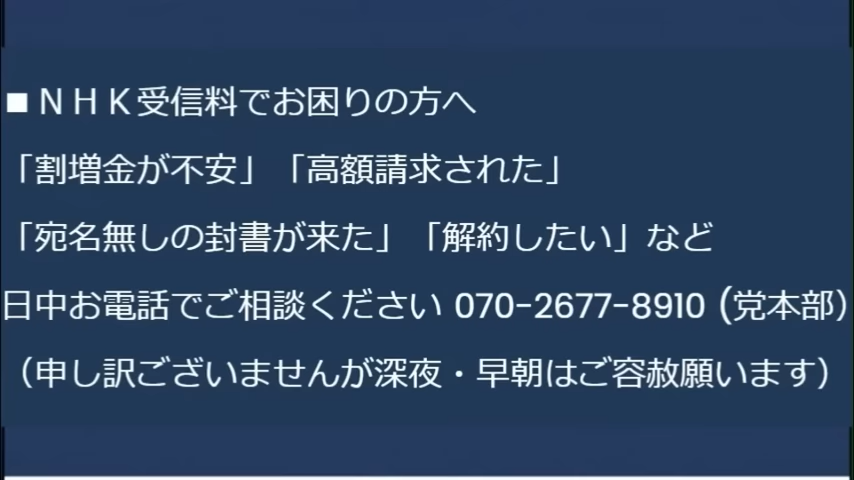 ■ＮＨＫ受信料でお困りの方へ
「割増金が不安」「高額請求された」
「宛名無しの封書が来た」「解約したい」など
日中お電話でご相談ください 070-2677-8910 (党本部)
（申し訳ございませんが深夜・早朝はご容赦願います）